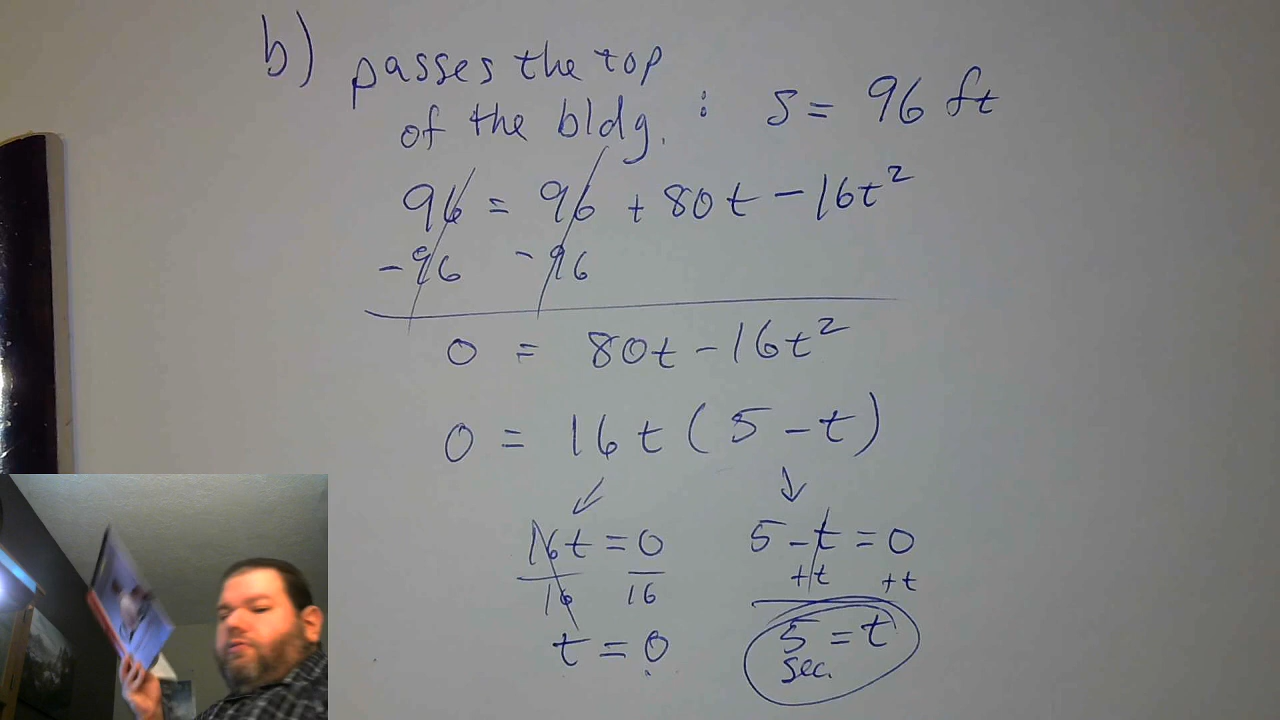 b) passes the top
of the bldg. : s = 96 ft
96 = 96 + 80t - 16t²
-96 -96
0 = 80t - 16t²
0 = 16t(5 - t)
16t = 0 5 - t = 0
16 16 +t +t
t = 0 5 = t
sec.